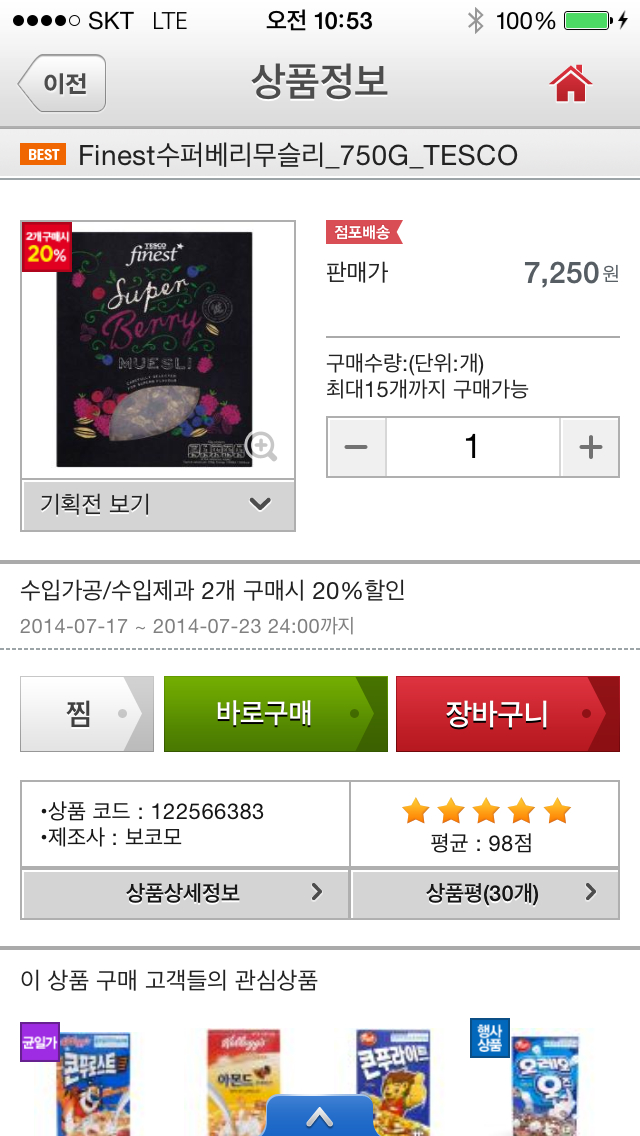 SKT LTE 오전 10:53 100%
이전 상품정보
BEST Finest수퍼베리무슬리_750G_TESCO
2개구매시
20%
TESCO
finest*
Super
Berry
MUESLI
점포배송
판매가 7,250원
구매수량:(단위:개)
최대15개까지 구매가능
− 1 +
기획전 보기
수입가공/수입제과 2개 구매시 20%할인
2014-07-17 ~ 2014-07-23 24:00까지
찜 바로구매 장바구니
•상품 코드 : 122566383
•제조사 : 보코모
평균 : 98점
상품상세정보 상품평(30개)
이 상품 구매 고객들의 관심상품
균일가
콘푸로스트
Kellogg's
아몬드
Post
콘푸라이트
행사
상품
오레오